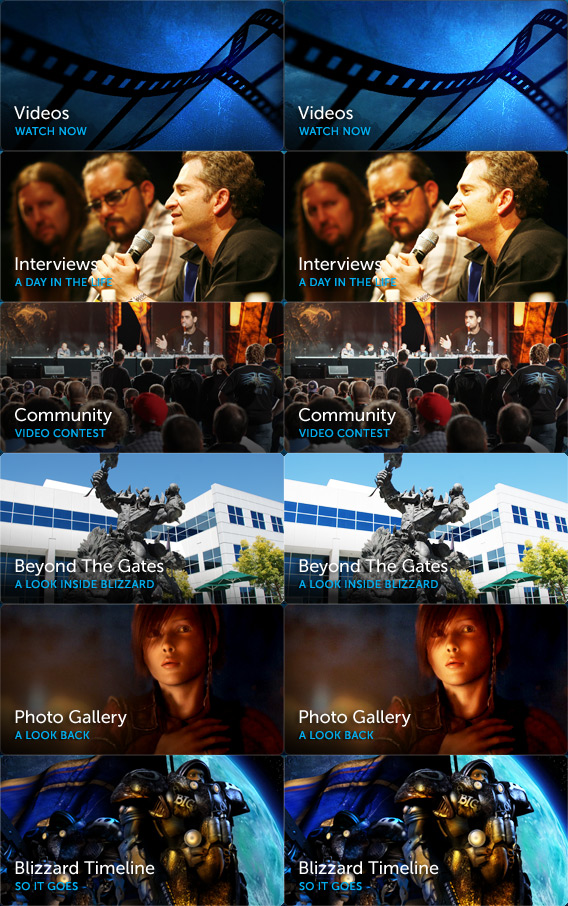 Videos
WATCH NOW
Videos
WATCH NOW
Interviews
A DAY IN THE LIFE
Interviews
A DAY IN THE LIFE
Community
VIDEO CONTEST
Community
VIDEO CONTEST
Beyond The Gates
A LOOK INSIDE BLIZZARD
Beyond The Gates
A LOOK INSIDE BLIZZARD
Photo Gallery
A LOOK BACK
Photo Gallery
A LOOK BACK
Blizzard Timeline
SO IT GOES -
Blizzard Timeline
SO IT GOES -